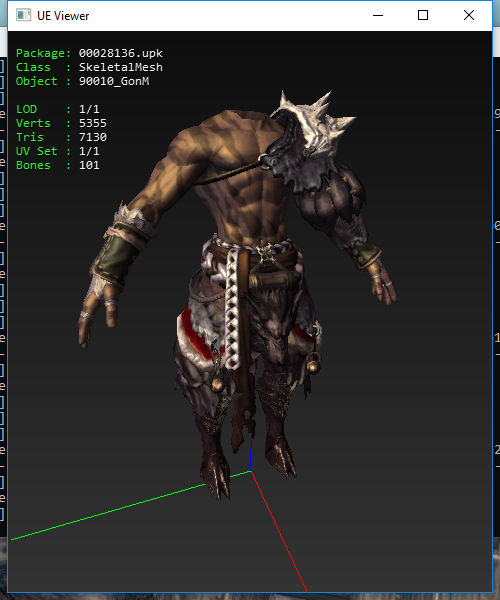 UE Viewer
Package: 00028136.upk
Class : SkeletalMesh
Object : 90010_GonM
LOD : 1/1
Verts : 5355
Tris : 7130
UV Set : 1/1
Bones : 101